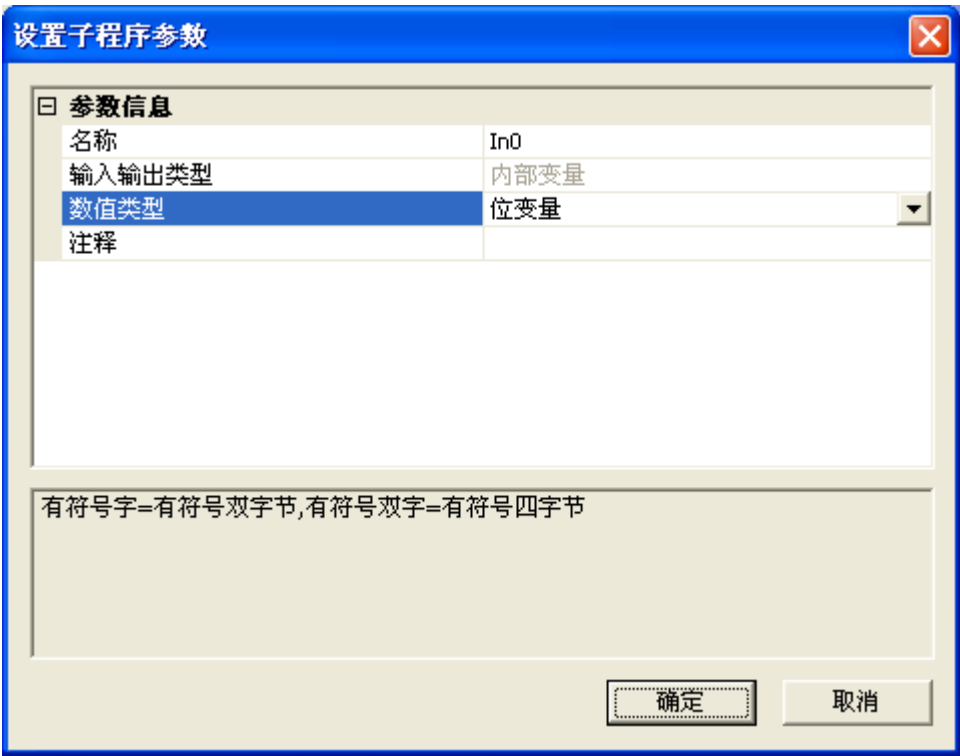 设置子程序参数
参数信息
名称 In0
输入输出类型 内部变量
数值类型 位变量
注释
有符号字=有符号双字节,有符号双字=有符号四字节
确定 取消